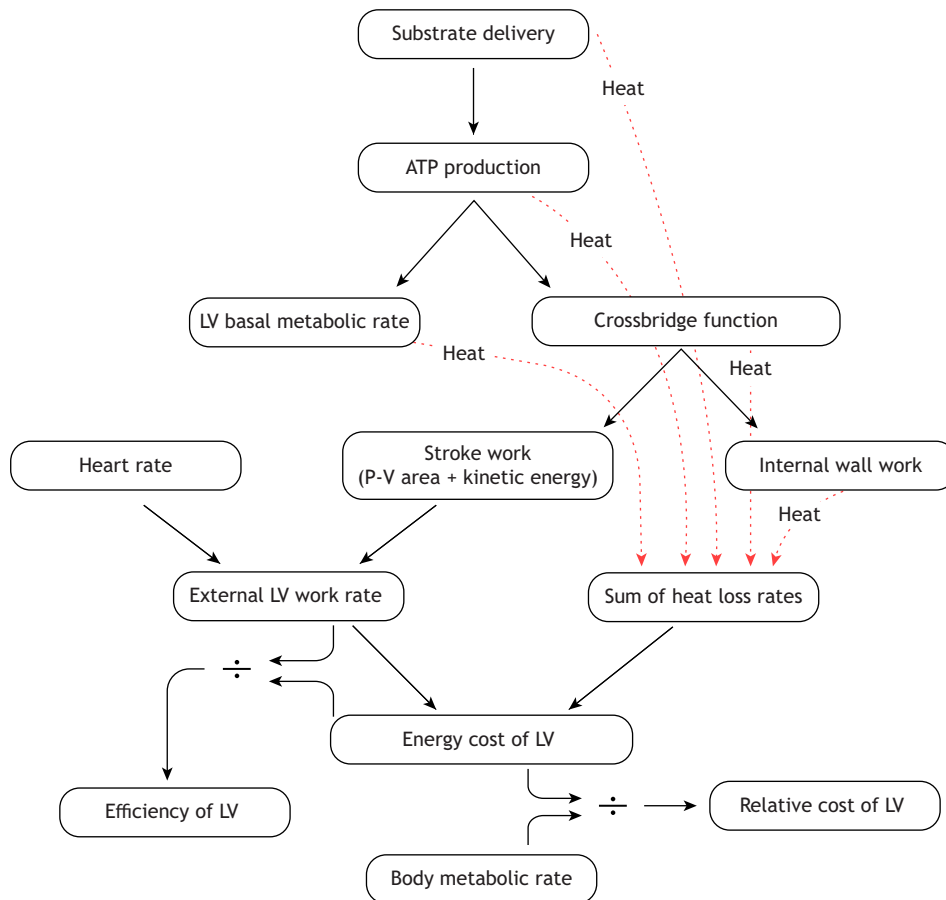 Substrate delivery
Heat
ATP production
Heat
LV basal metabolic rate
Crossbridge function
Heat
Heat
Heart rate
Stroke work
(P-V area + kinetic energy)
Internal wall work
Heat
External LV work rate
Sum of heat loss rates
÷
Energy cost of LV
Efficiency of LV
÷
Relative cost of LV
Body metabolic rate